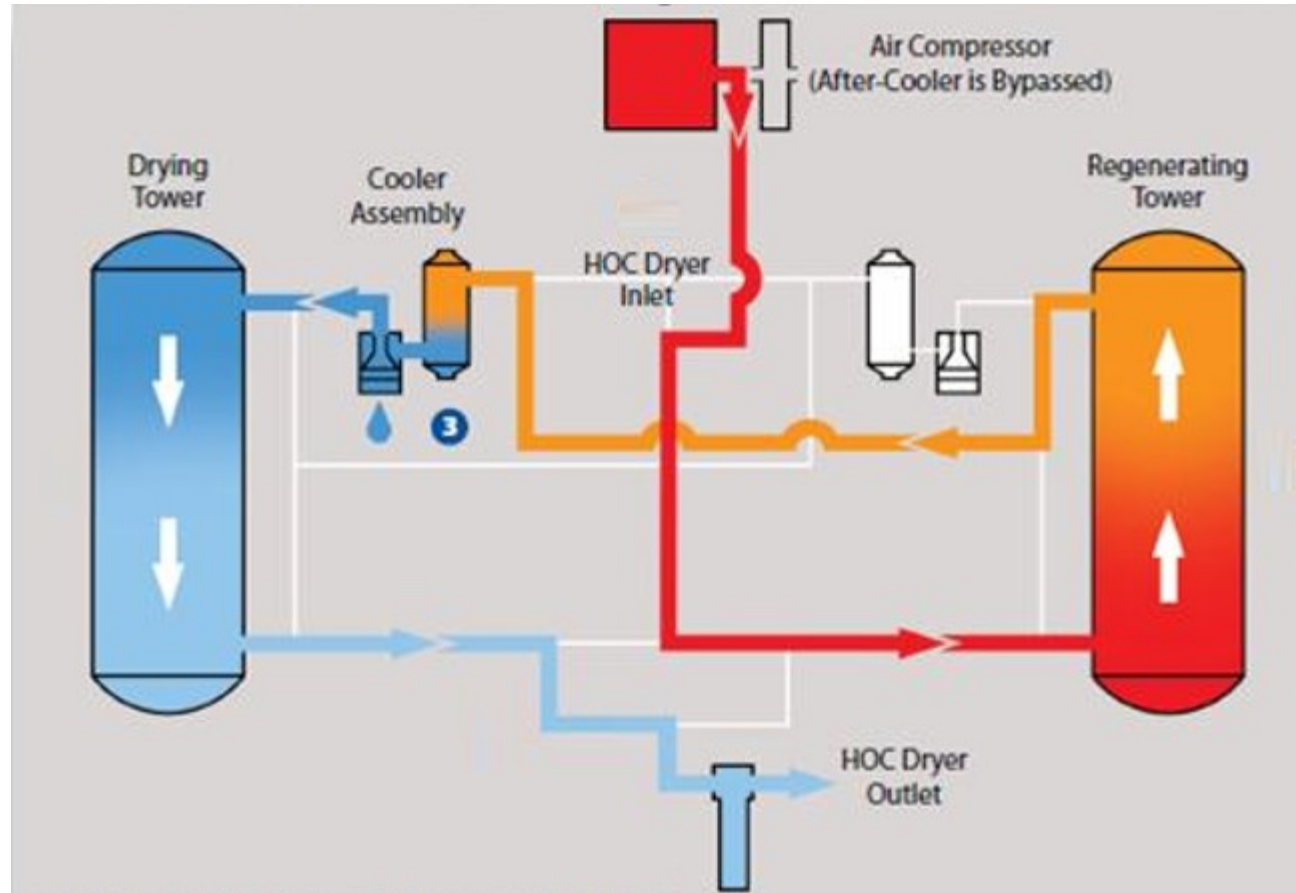 Air Compressor
(After-Cooler is Bypassed)
Drying
Tower
Cooler
Assembly
Regenerating
Tower
HOC Dryer
Inlet
3
HOC Dryer
Outlet